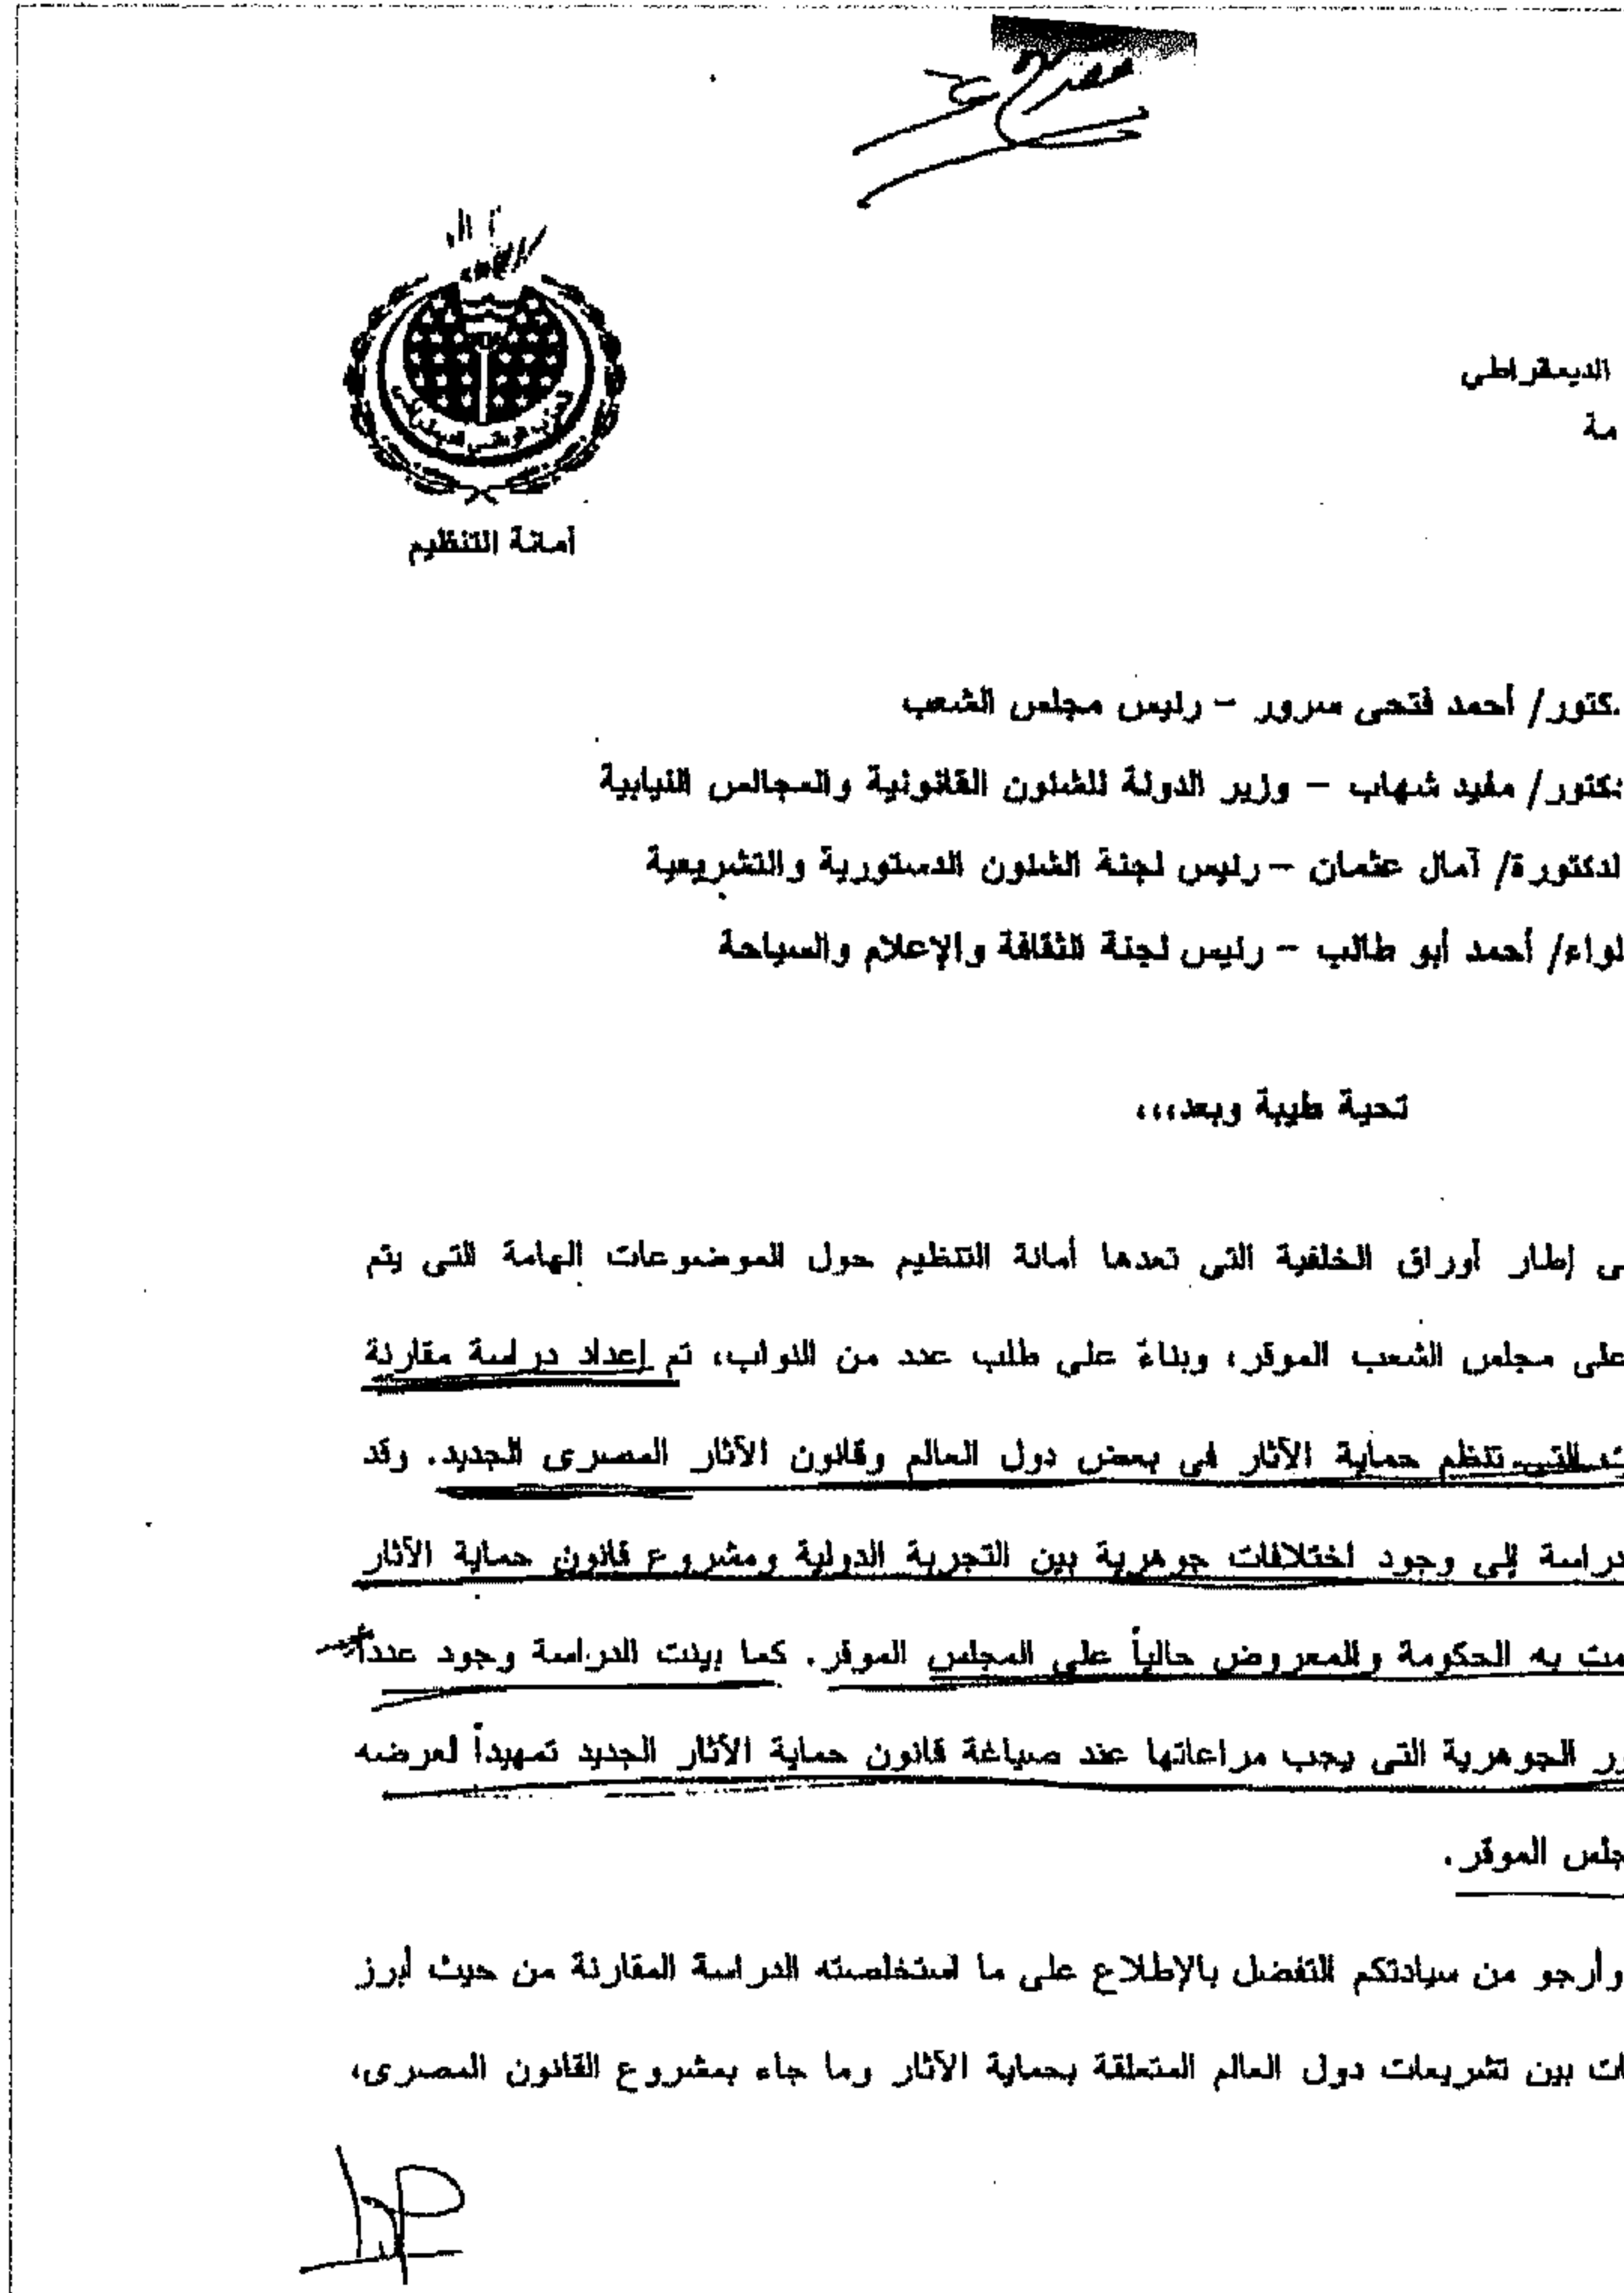 الديمقراطي
مة
أمانة التنظيم
كتور/ أحمد فتحى سرور – رئيس مجلس الشعب
دكتور/ مفيد شهاب – وزير الدولة للشئون القانونية والمجالس النيابية
لدكتورة/ آمال عثمان – رئيس لجنة الشئون الدستورية والتشريعية
لواء/ أحمد أبو طالب – رئيس لجنة الثقافة والإعلام والسياحة
تحية طيبة وبعد،،،
ى إطار أوراق الخلفية التى تعدها أمانة التنظيم حول الموضوعات الهامة التى يتم
على مجلس الشعب الموقر، وبناءً على طلب عدد من النواب، تم إعداد دراسة مقارنة
ت التى تنظم حماية الآثار فى بعض دول العالم وقانون الآثار المصرى الجديد. وقد
دراسة إلى وجود اختلافات جوهرية بين التجربة الدولية ومشروع قانون حماية الآثار
مت به الحكومة والمعروض حالياً على المجلس الموقر. كما بينت الدراسة وجود عدداً
ور الجوهرية التى يجب مراعاتها عند صياغة قانون حماية الآثار الجديد تمهيداً لعرضه
جلس الموقر.
وأرجو من سيادتكم التفضل بالإطلاع على ما استخلصته الدراسة المقارنة من حيث أبرز
ات بين تشريعات دول العالم المتعلقة بحماية الآثار وما جاء بمشروع القانون المصرى،